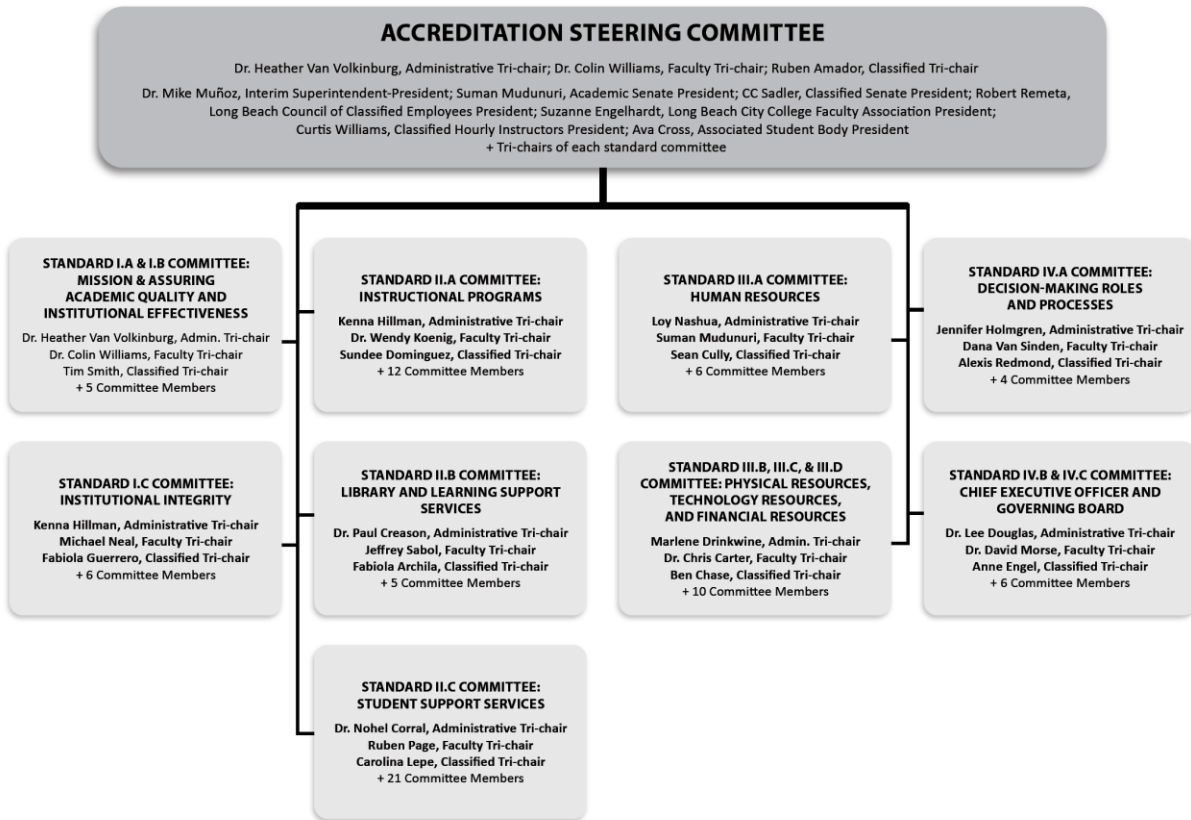 ACCREDITATION STEERING COMMITTEE
Dr. Heather Van Volkinburg, Administrative Tri-chair; Dr. Colin Williams, Faculty Tri-chair; Ruben Amador, Classified Tri-chair
Dr. Mike Muñoz, Interim Superintendent-President; Suman Mudunuri, Academic Senate President; CC Sadler, Classified Senate President; Robert Remeta,
Long Beach Council of Classified Employees President; Suzanne Engelhardt, Long Beach City College Faculty Association President;
Curtis Williams, Classified Hourly Instructors President; Ava Cross, Associated Student Body President
+ Tri-chairs of each standard committee
STANDARD I.A & I.B COMMITTEE:
MISSION & ASSURING
ACADEMIC QUALITY AND
INSTITUTIONAL EFFECTIVENESS
Dr. Heather Van Volkinburg, Admin. Tri-chair
Dr. Colin Williams, Faculty Tri-chair
Tim Smith, Classified Tri-chair
+ 5 Committee Members
STANDARD II.A COMMITTEE:
INSTRUCTIONAL PROGRAMS
Kenna Hillman, Administrative Tri-chair
Dr. Wendy Koenig, Faculty Tri-chair
Sundee Dominguez, Classified Tri-chair
+ 12 Committee Members
STANDARD III.A COMMITTEE:
HUMAN RESOURCES
Loy Nashua, Administrative Tri-chair
Suman Mudunuri, Faculty Tri-chair
Sean Cully, Classified Tri-chair
+ 6 Committee Members
STANDARD IV.A COMMITTEE:
DECISION-MAKING ROLES
AND PROCESSES
Jennifer Holmgren, Administrative Tri-chair
Dana Van Sinden, Faculty Tri-chair
Alexis Redmond, Classified Tri-chair
+ 4 Committee Members
STANDARD I.C COMMITTEE:
INSTITUTIONAL INTEGRITY
Kenna Hillman, Administrative Tri-chair
Michael Neal, Faculty Tri-chair
Fabiola Guerrero, Classified Tri-chair
+ 6 Committee Members
STANDARD II.B COMMITTEE:
LIBRARY AND LEARNING SUPPORT
SERVICES
Dr. Paul Creason, Administrative Tri-chair
Jeffrey Sabol, Faculty Tri-chair
Fabiola Archila, Classified Tri-chair
+ 5 Committee Members
STANDARD III.B, III.C, & III.D
COMMITTEE: PHYSICAL RESOURCES,
TECHNOLOGY RESOURCES,
AND FINANCIAL RESOURCES
Marlene Drinkwine, Admin. Tri-chair
Dr. Chris Carter, Faculty Tri-chair
Ben Chase, Classified Tri-chair
+ 10 Committee Members
STANDARD IV.B & IV.C COMMITTEE:
CHIEF EXECUTIVE OFFICER AND
GOVERNING BOARD
Dr. Lee Douglas, Administrative Tri-chair
Dr. David Morse, Faculty Tri-chair
Anne Engel, Classified Tri-chair
+ 6 Committee Members
STANDARD II.C COMMITTEE:
STUDENT SUPPORT SERVICES
Dr. Nohel Corral, Administrative Tri-chair
Ruben Page, Faculty Tri-chair
Carolina Lepe, Classified Tri-chair
+ 21 Committee Members